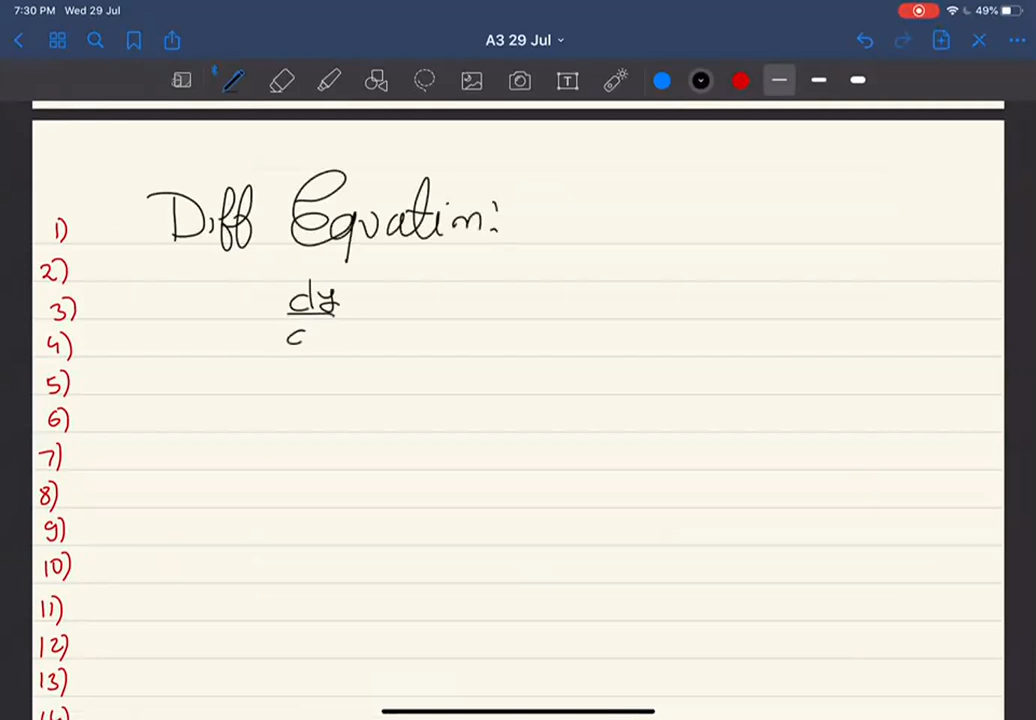 7:30 PM Wed 29 Jul
49%
A3 29 Jul
T
Diff Equation:
1)
2)
dy
3)
c
4)
5)
6)
7)
8)
9)
10)
11)
12)
13)